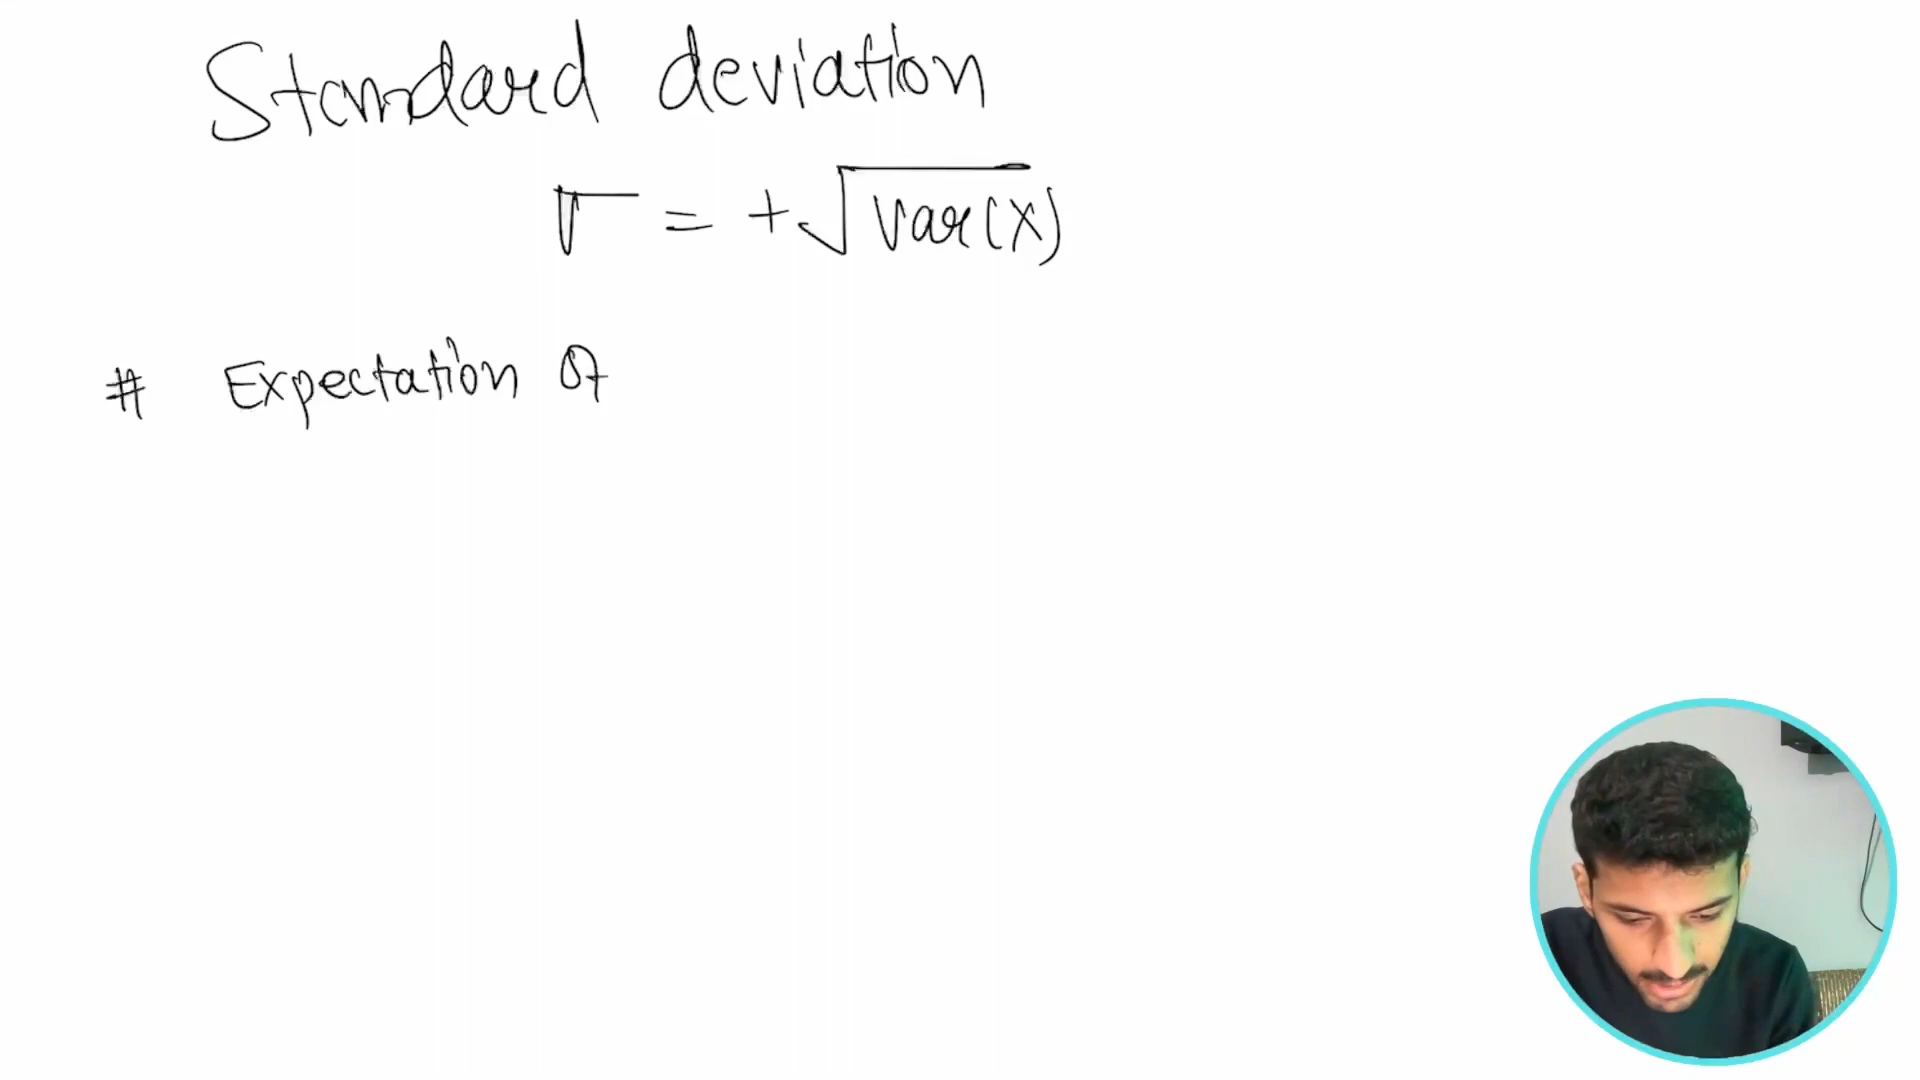 Standard deviation
σ = +√var(X)
# Expectation of